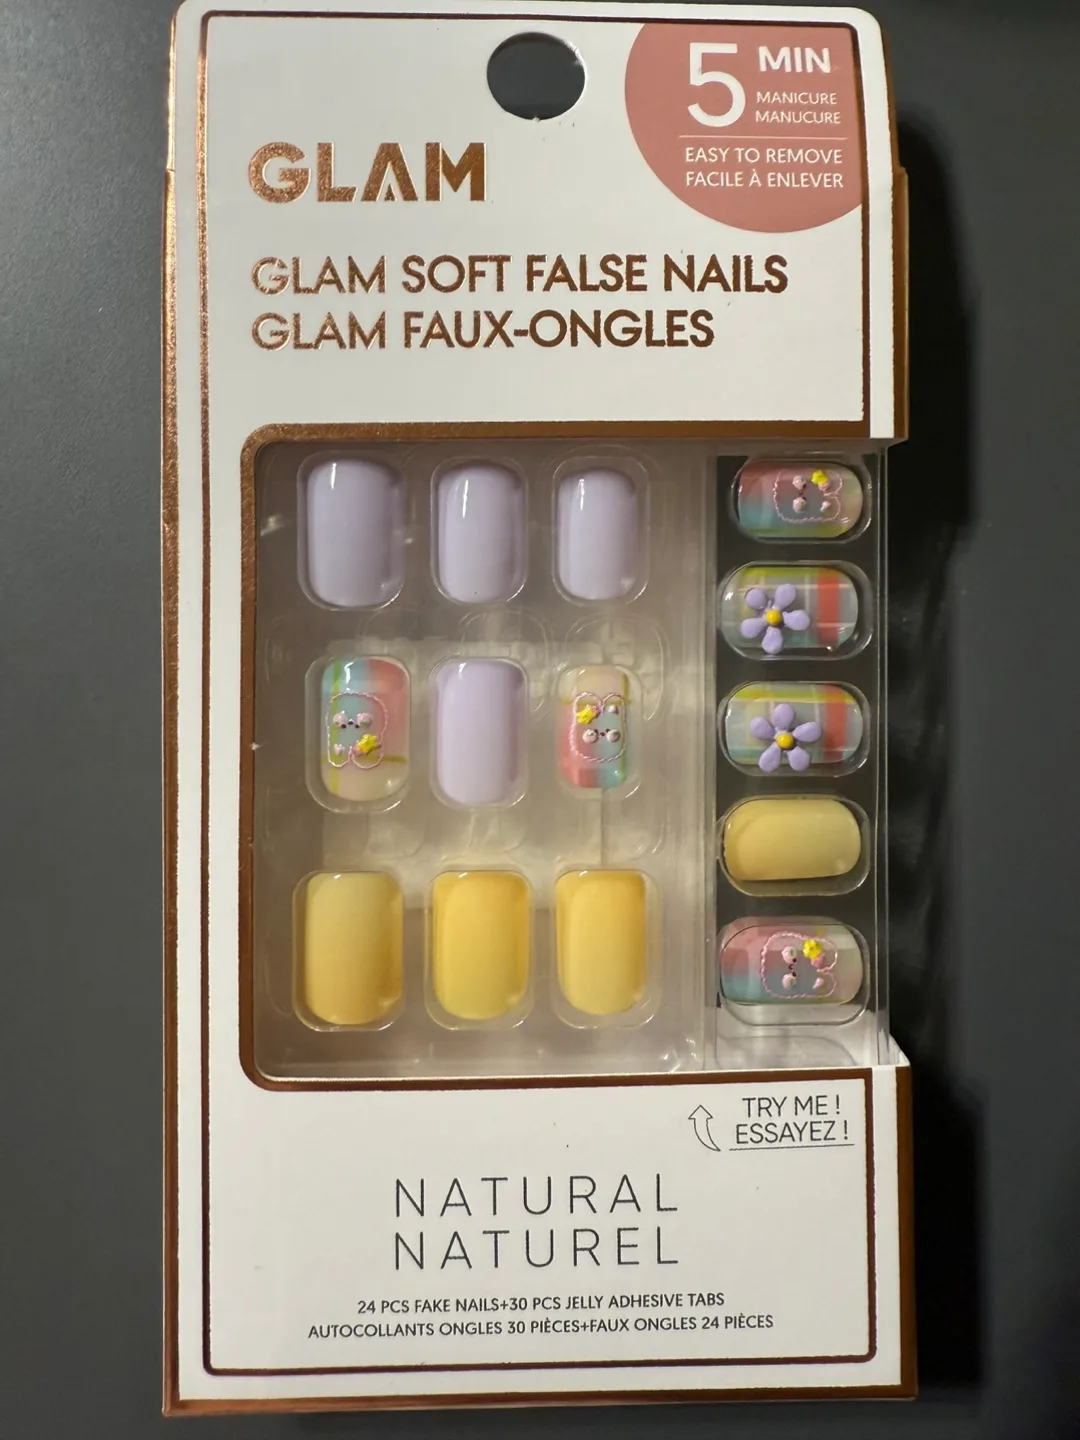 5 MIN
MANICURE
MANUCURE
EASY TO REMOVE
FACILE À ENLEVER
GLAM
GLAM SOFT FALSE NAILS
GLAM FAUX-ONGLES
TRY ME !
ESSAYEZ !
NATURAL
NATUREL
24 PCS FAKE NAILS+30 PCS JELLY ADHESIVE TABS
AUTOCOLLANTS ONGLES 30 PIÈCES+FAUX ONGLES 24 PIÈCES